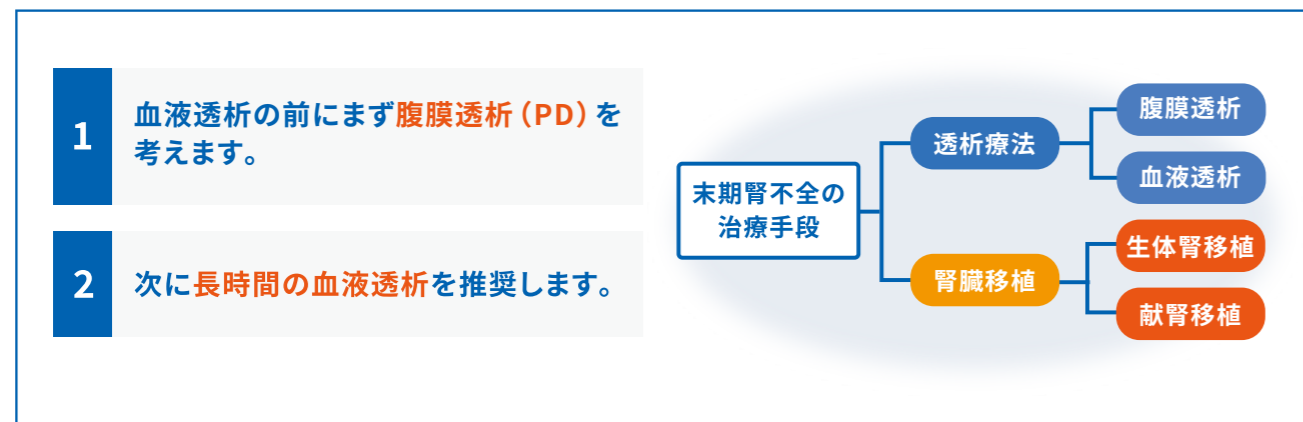 1
血液透析の前にまず腹膜透析（PD）を
考えます。
2
次に長時間の血液透析を推奨します。
末期腎不全の
治療手段
透析療法
腹膜透析
血液透析
腎臓移植
生体腎移植
献腎移植